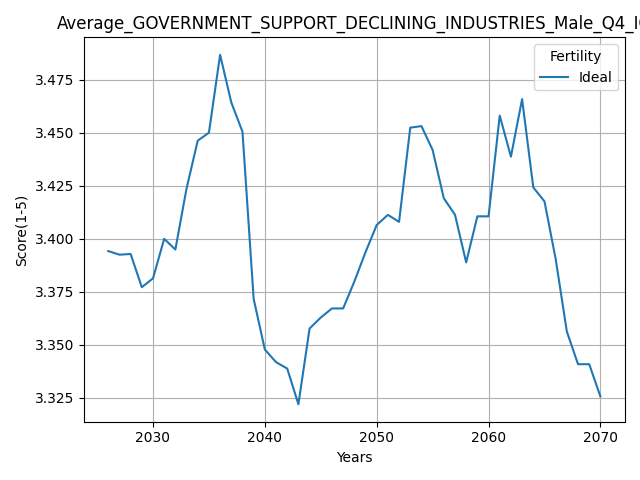 Average_GOVERNMENT_SUPPORT_DECLINING_INDUSTRIES_Male_Q4_I
Fertility
Ideal
3.475
3.450
3.425
3.400
3.375
3.350
3.325
Score(1-5)
2030 2040 2050 2060 2070
Years